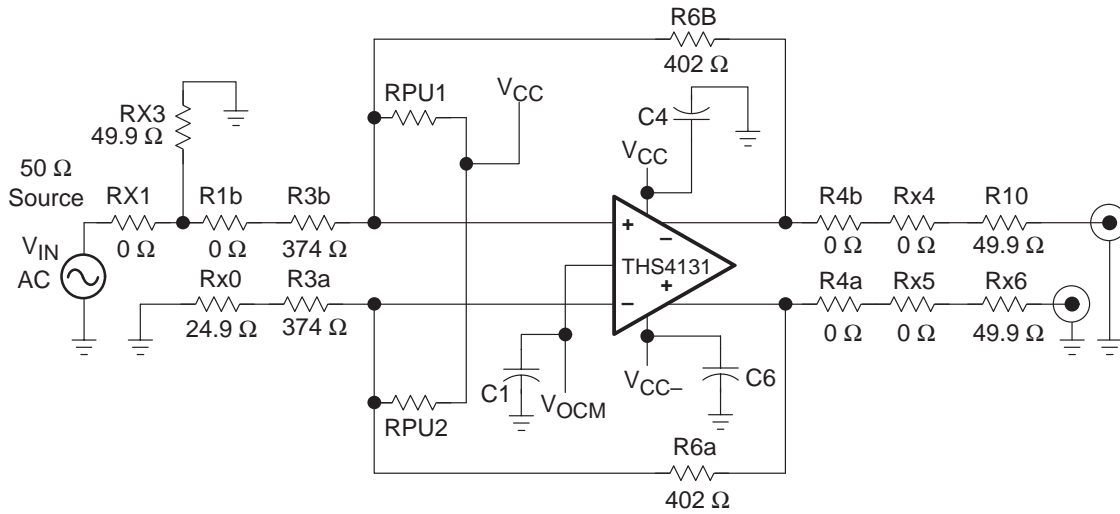 R6B
402 Ω
RPU1
VCC
C4
RX3
49.9 Ω
VCC
50 Ω
Source
RX1
R1b
R3b
R4b
Rx4
R10
0 Ω
0 Ω
374 Ω
0 Ω
0 Ω
49.9 Ω
VIN
AC
+
−
THS4131
+
−
Rx0
R3a
R4a
Rx5
Rx6
24.9 Ω
374 Ω
0 Ω
0 Ω
49.9 Ω
C1
VOCM
VCC−
C6
RPU2
R6a
402 Ω